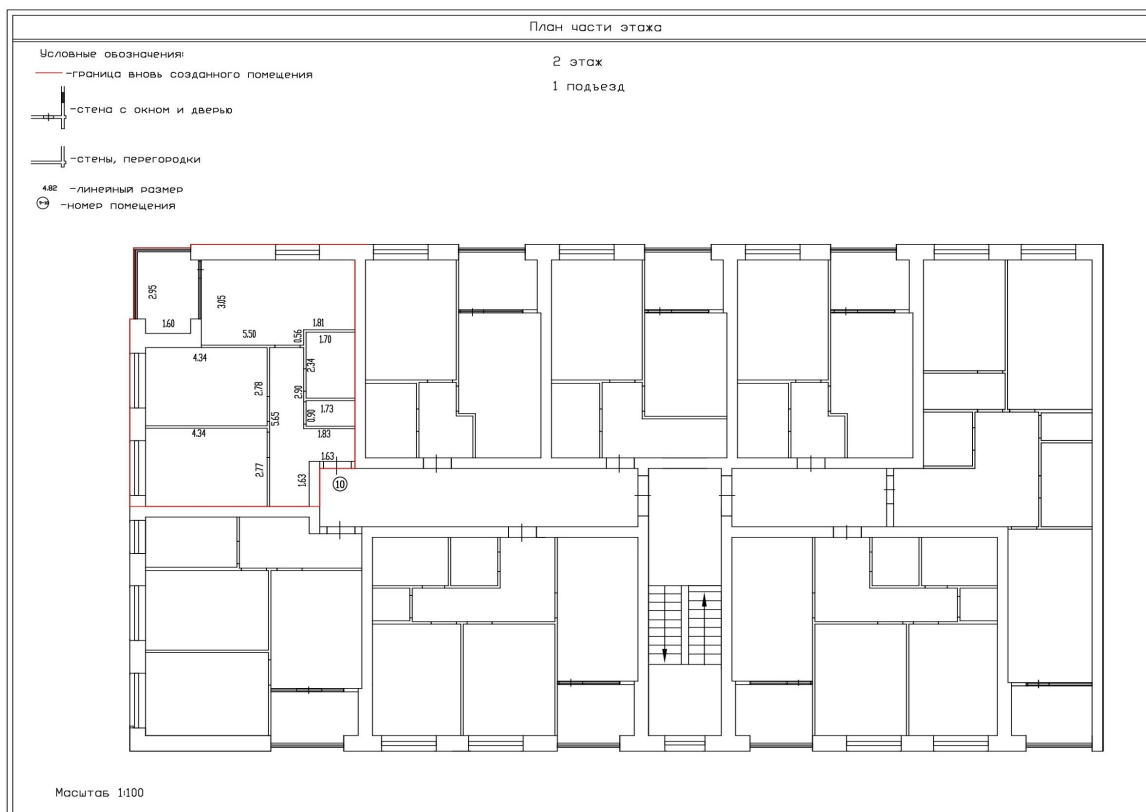 План части этажа
Условные обозначения:
-граница вновь созданного помещения
-стена с окном и дверью
-стены, перегородки
4.82 -линейный размер
-номер помещения
2 этаж
1 подъезд
2.95
1.60
3.05
5.50
1.81
0.56
1.70
2.34
4.34
2.78
2.90
5.65
1.73
0.90
1.83
4.34
2.77
1.63
1.63
10
Масштаб 1:100